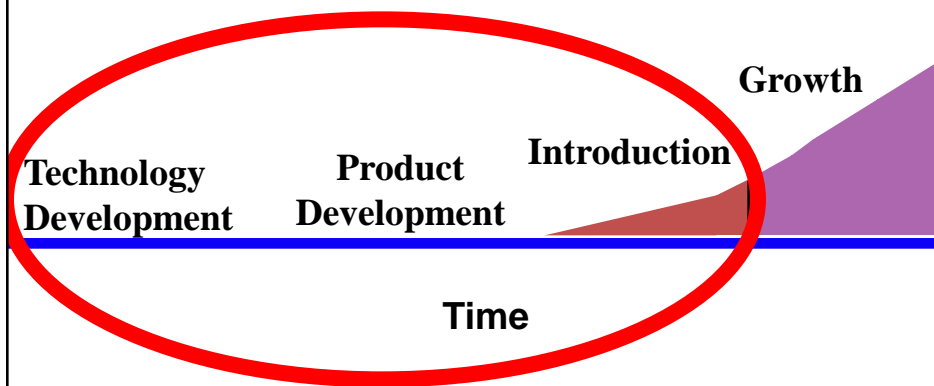 Growth
Introduction
Technology
Development
Product
Development
Time